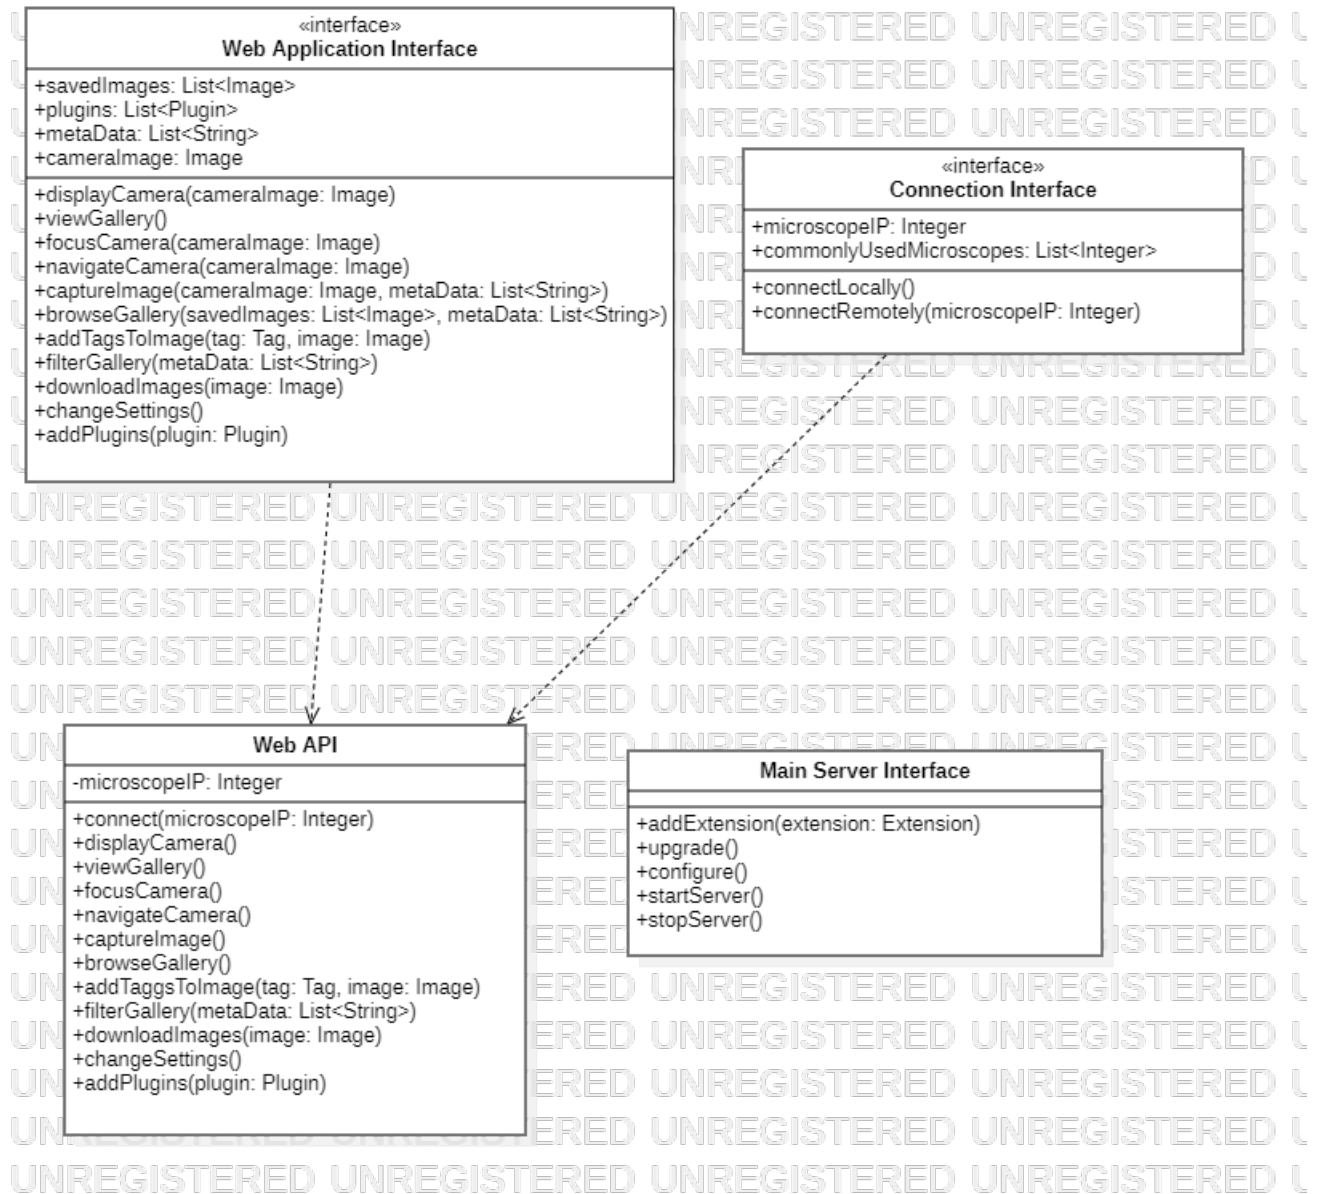 «interface»
Web Application Interface
+savedImages: List<Image>
+plugins: List<Plugin>
+metaData: List<String>
+cameraImage: Image
+displayCamera(cameraImage: Image)
+viewGallery()
+focusCamera(cameraImage: Image)
+navigateCamera(cameraImage: Image)
+captureImage(cameraImage: Image, metaData: List<String>)
+browseGallery(savedImages: List<Image>, metaData: List<String>)
+addTagsToImage(tag: Tag, image: Image)
+filterGallery(metaData: List<String>)
+downloadImages(image: Image)
+changeSettings()
+addPlugins(plugin: Plugin)
«interface»
Connection Interface
+microscopeIP: Integer
+commonlyUsedMicroscopes: List<Integer>
+connectLocally()
+connectRemotely(microscopeIP: Integer)
Web API
-microscopeIP: Integer
+connect(microscopeIP: Integer)
+displayCamera()
+viewGallery()
+focusCamera()
+navigateCamera()
+captureImage()
+browseGallery()
+addTaggsToImage(tag: Tag, image: Image)
+filterGallery(metaData: List<String>)
+downloadImages(image: Image)
+changeSettings()
+addPlugins(plugin: Plugin)
Main Server Interface
+addExtension(extension: Extension)
+upgrade()
+configure()
+startServer()
+stopServer()
UNREGISTERED UNREGISTERED UNREGISTERED UNREGISTERED